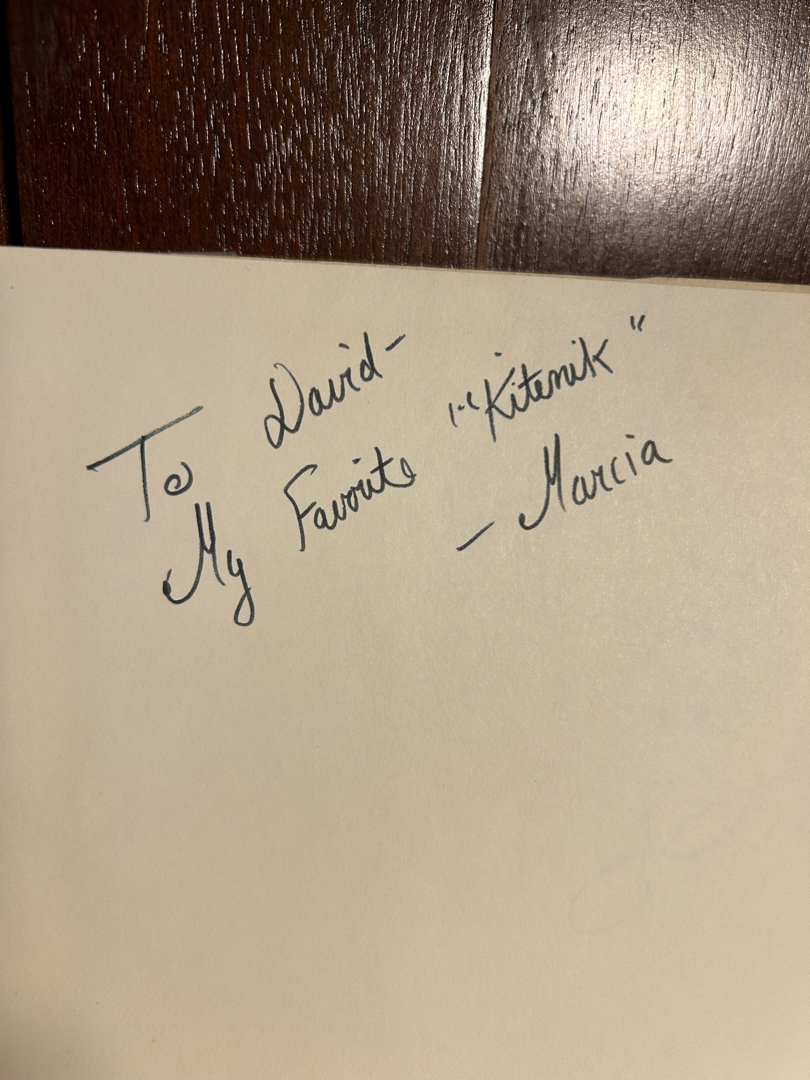 To David-
My Favorite "Kitenik"
- Marcia